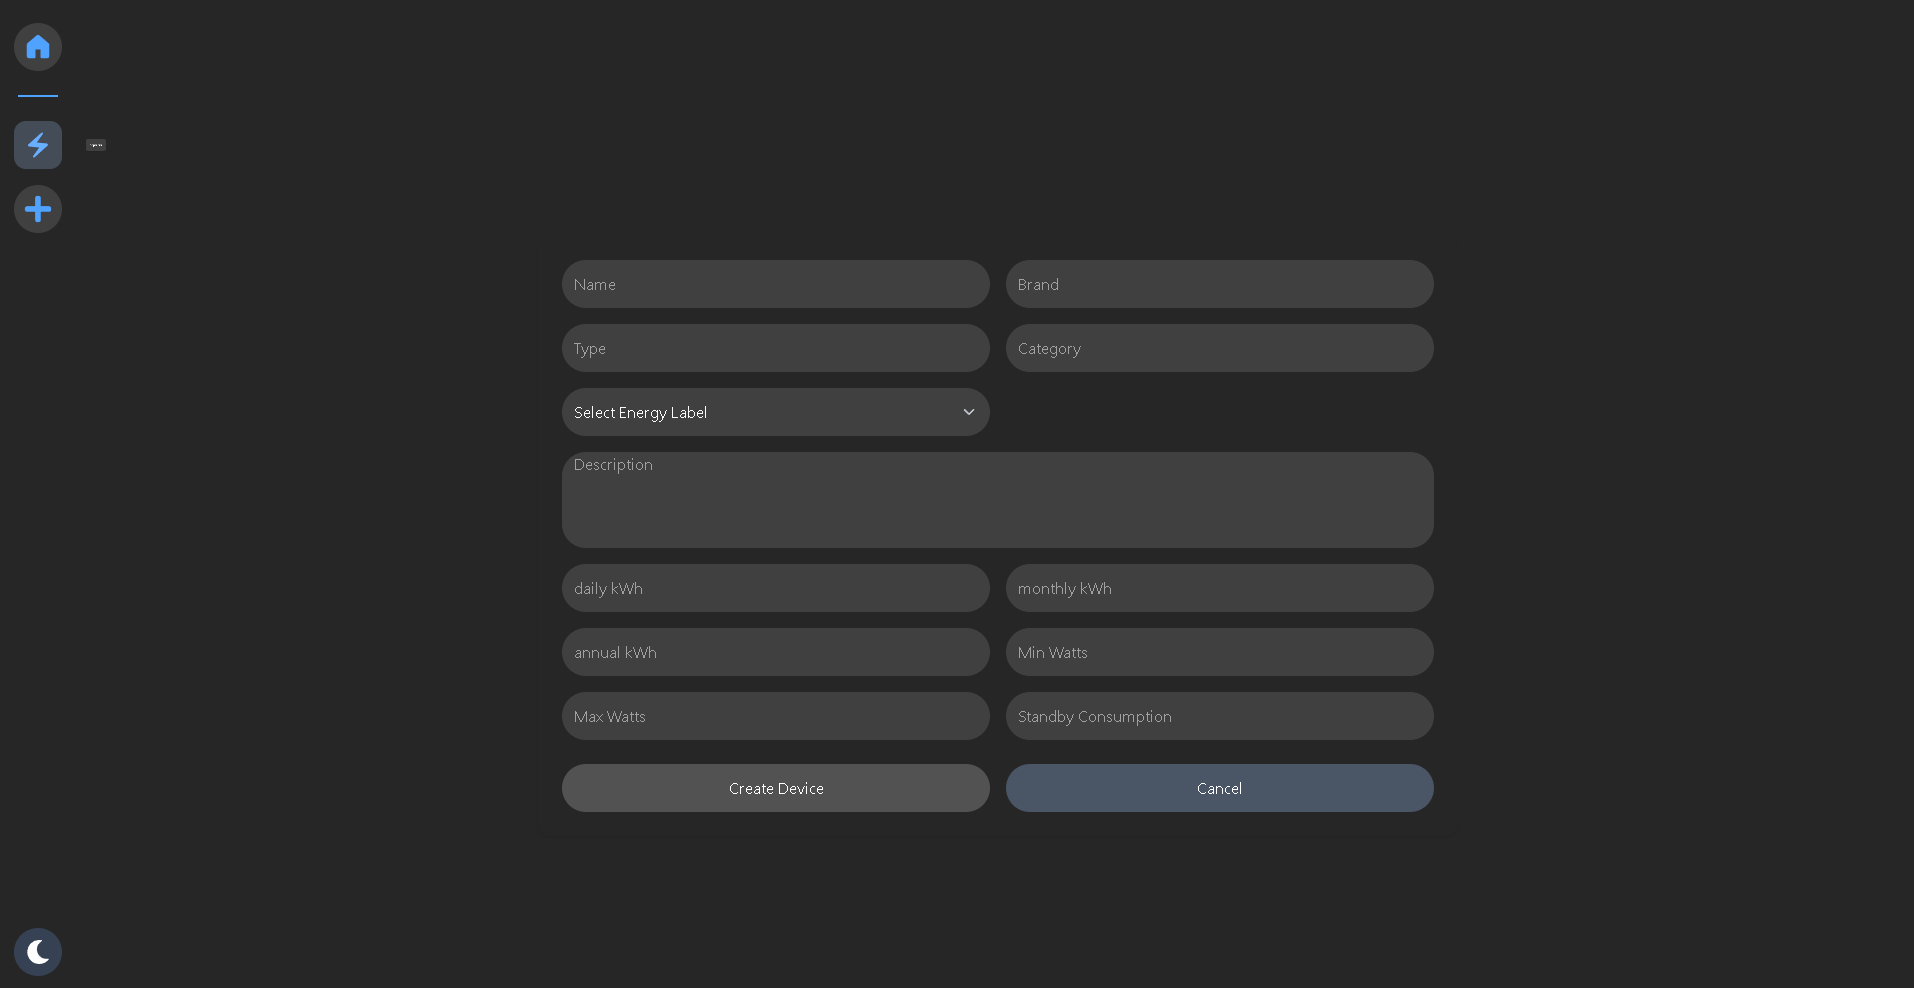 Name
Brand
Type
Category
Select Energy Label
Description
daily kWh
monthly kWh
annual kWh
Min Watts
Max Watts
Standby Consumption
Create Device
Cancel